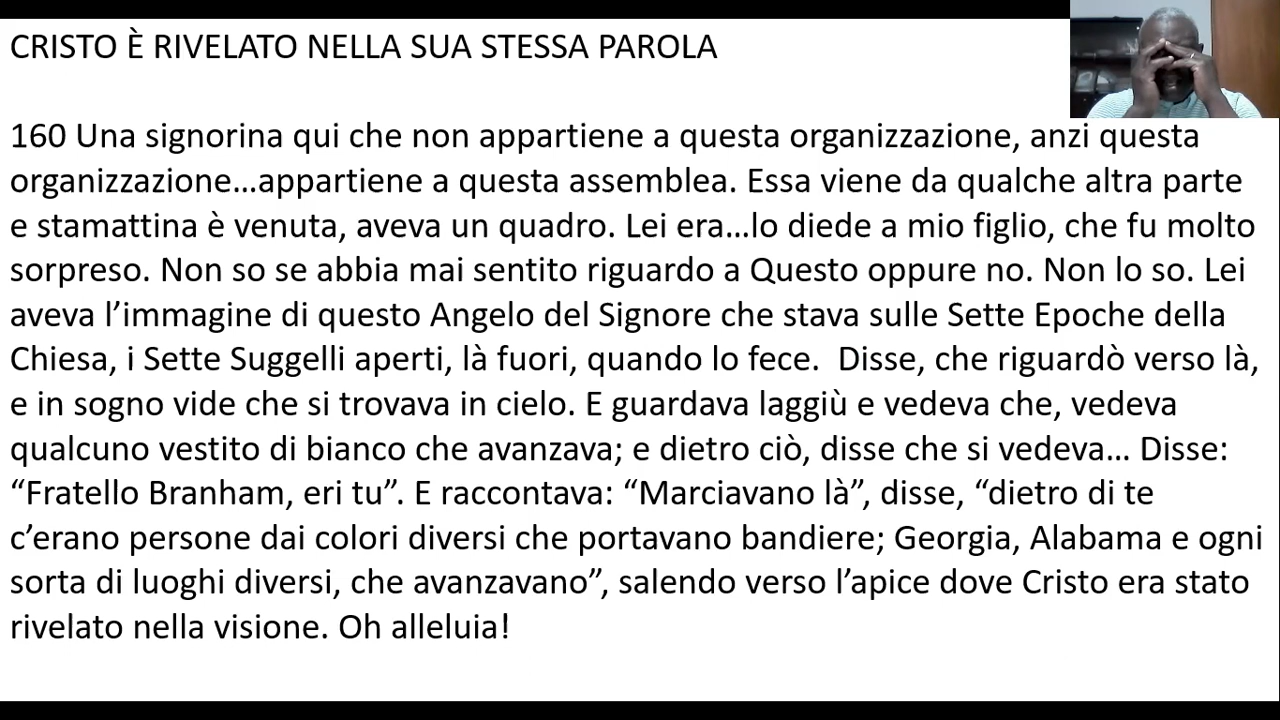 CRISTO È RIVELATO NELLA SUA STESSA PAROLA
160 Una signorina qui che non appartiene a questa organizzazione, anzi questa
organizzazione…appartiene a questa assemblea. Essa viene da qualche altra parte
e stamattina è venuta, aveva un quadro. Lei era…lo diede a mio figlio, che fu molto
sorpreso. Non so se abbia mai sentito riguardo a Questo oppure no. Non lo so. Lei
aveva l’immagine di questo Angelo del Signore che stava sulle Sette Epoche della
Chiesa, i Sette Suggelli aperti, là fuori, quando lo fece.  Disse, che riguardò verso là,
e in sogno vide che si trovava in cielo. E guardava laggiù e vedeva che, vedeva
qualcuno vestito di bianco che avanzava; e dietro ciò, disse che si vedeva… Disse:
“Fratello Branham, eri tu”. E raccontava: “Marciavano là”, disse, “dietro di te
c’erano persone dai colori diversi che portavano bandiere; Georgia, Alabama e ogni
sorta di luoghi diversi, che avanzavano”, salendo verso l’apice dove Cristo era stato
rivelato nella visione. Oh alleluia!